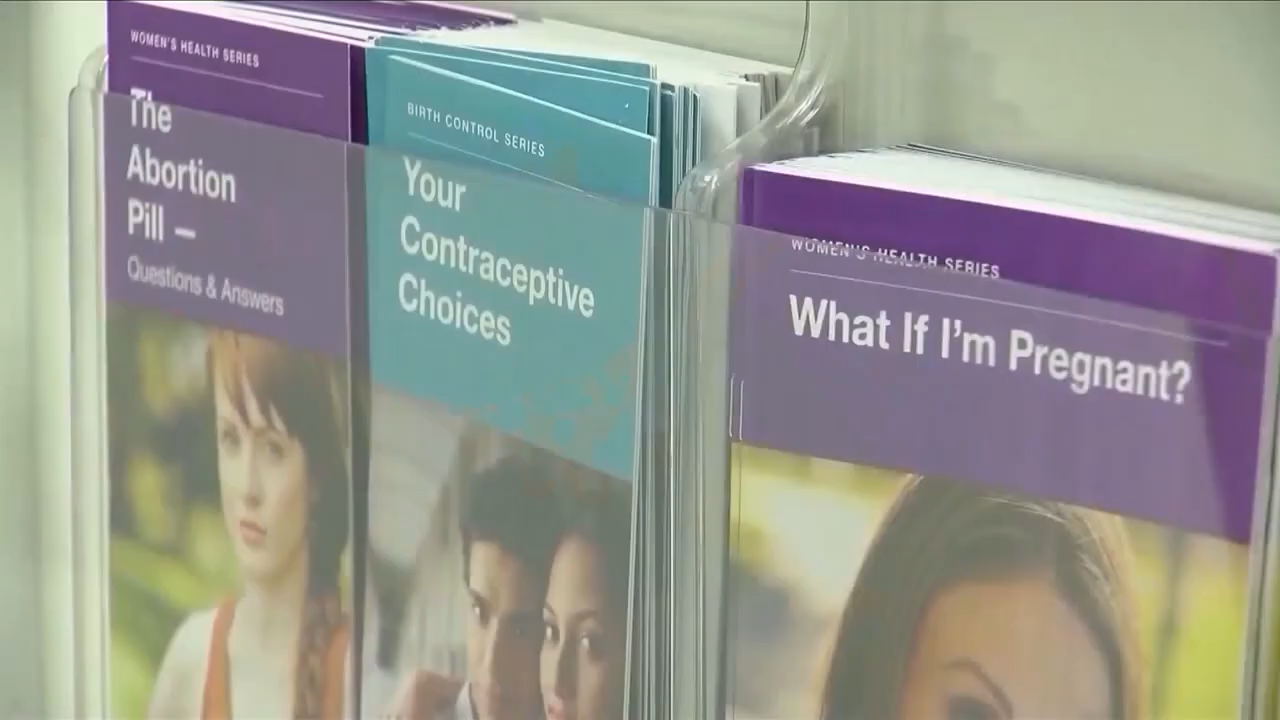 WOMEN'S HEALTH SERIES
The
Abortion
Pill –
Questions & Answers
BIRTH CONTROL SERIES
Your
Contraceptive
Choices
WOMEN'S HEALTH SERIES
What If I'm Pregnant?